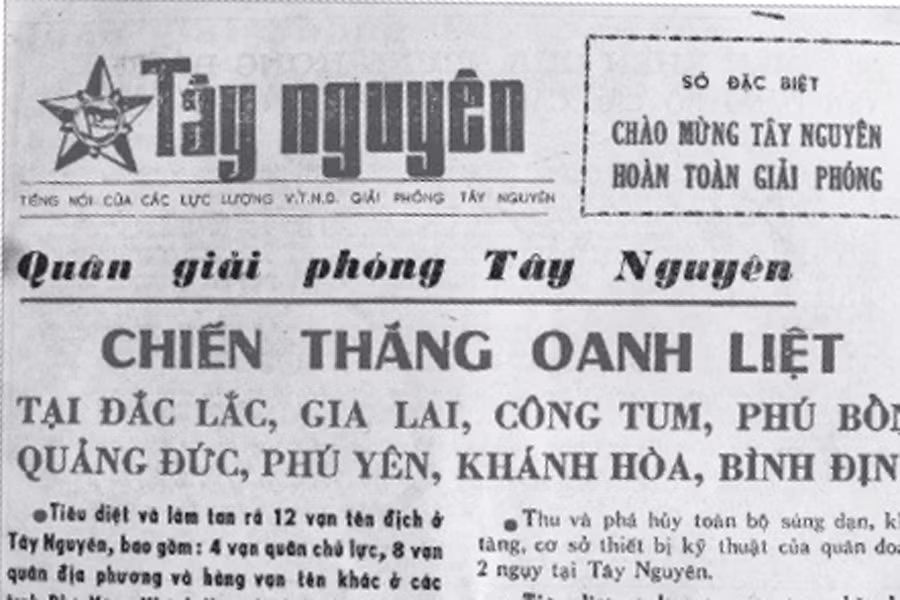 Tây nguyên
TIẾNG NÓI CỦA CÁC LỰC LƯỢNG V.T.N.D. GIẢI PHÓNG TÂY NGUYÊN
SỐ ĐẶC BIỆT
CHÀO MỪNG TÂY NGUYÊN
HOÀN TOÀN GIẢI PHÓNG
Quân giải phóng Tây Nguyên
CHIẾN THẮNG OANH LIỆT
TẠI ĐẮC LẮC, GIA LAI, CÔNG TUM, PHÚ BỒN
QUẢNG ĐỨC, PHÚ YÊN, KHÁNH HÒA, BÌNH ĐỊN
●Tiêu diệt và làm tan rã 12 vạn tên địch ở
Tây Nguyên, bao gồm: 4 vạn quân chủ lực, 8 vạn
quân địa phương và hàng vạn tên khác ở các
●Thu và phá hủy toàn bộ súng đạn,
tàng, cơ sở thiết bị kỹ thuật của quân
2 ngụy tại Tây Nguyên.